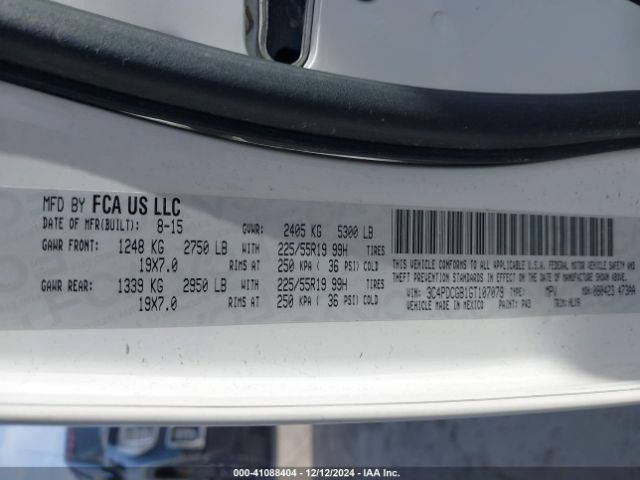 MFD BY FCA US LLC
DATE OF MFR(BUILT): 8-15 GVWR: 2405 KG 5300 LB
GAWR FRONT: 1248 KG 2750 LB WITH 225/55R19 99H TIRES
19X7.0 RIMS AT 250 KPA ( 36 PSI) COLD
GAWR REAR: 1339 KG 2950 LB WITH 225/55R19 99H TIRES
19X7.0 RIMS AT 250 KPA ( 36 PSI) COLD
THIS VEHICLE CONFORMS TO ALL APPLICABLE U.S.A. FEDERAL MOTOR VEHICLE SAFETY, BUMPER, AND
THEFT PREVENTION STANDARDS IN EFFECT ON THE DATE OF MANUFACTURE SHOWN ABOVE.
VIN: 3C4PDCGB1GT107079 TYPE: MPV MDH: 080423 473AA
VEHICLE MADE IN MEXICO PAINT: TRIM:
000-41088404 - 12/12/2024 - IAA Inc.